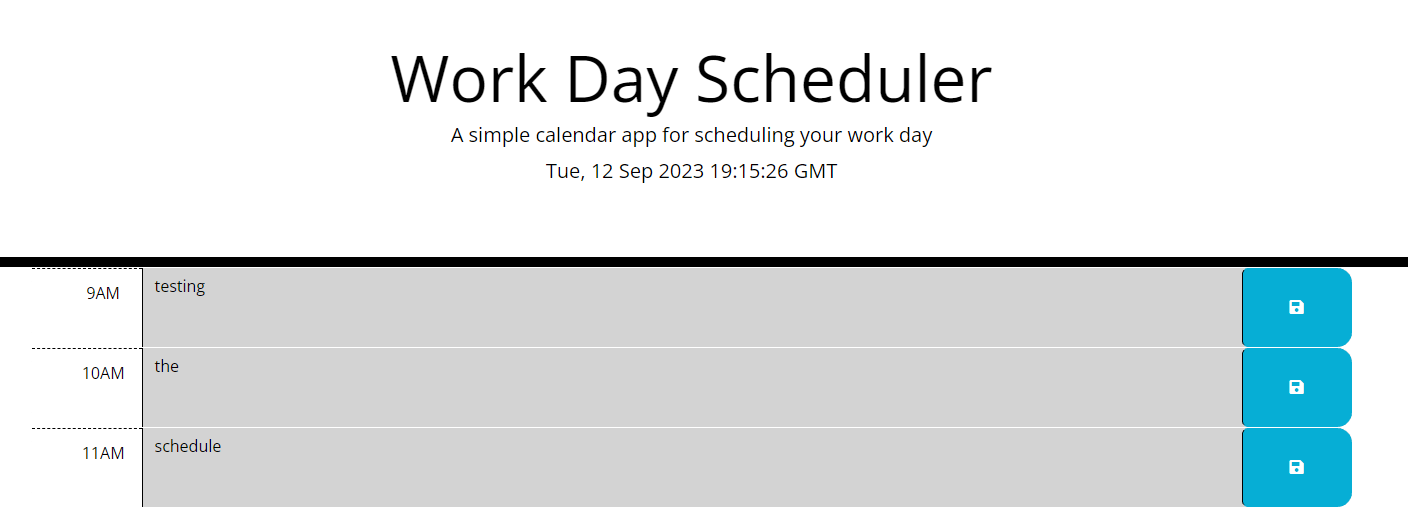 Work Day Scheduler
A simple calendar app for scheduling your work day
Tue, 12 Sep 2023 19:15:26 GMT
9AM testing
10AM the
11AM schedule